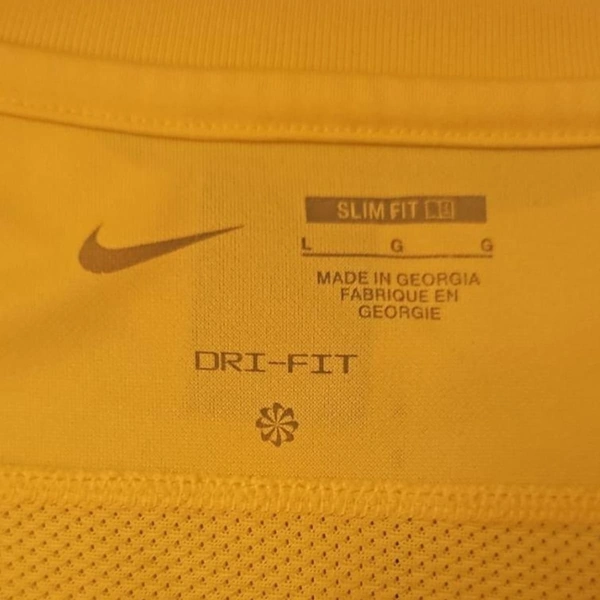 SLIM FIT
L G G
MADE IN GEORGIA
FABRIQUE EN
GEORGIE
DRI-FIT